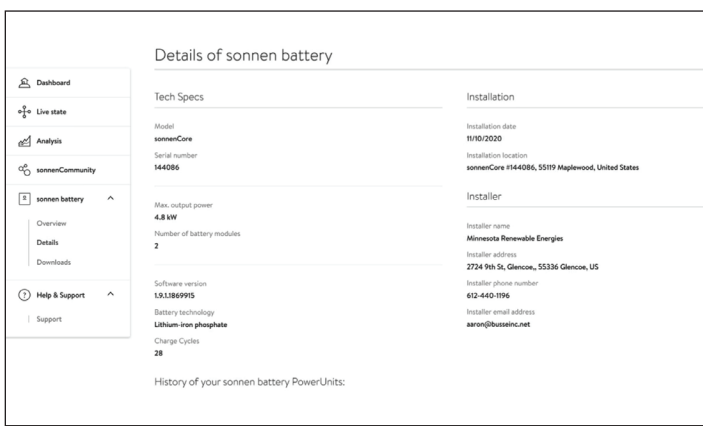 Details of sonnen battery
Dashboard
Live state
Analysis
sonnenCommunity
sonnen battery
Overview
Details
Downloads
Help & Support
Support
Tech Specs
Model
sonnenCore
Serial number
144086
Max. output power
4.8 kW
Number of battery modules
2
Software version
1.9.1.1869915
Battery technology
Lithium-iron phosphate
Charge Cycles
28
History of your sonnen battery PowerUnits:
Installation
Installation date
11/10/2020
Installation location
sonnenCore #144086, 55119 Maplewood, United States
Installer
Installer name
Minnesota Renewable Energies
Installer address
2724 9th St, Glencoe,, 55336 Glencoe, US
Installer phone number
612-440-1196
Installer email address
aaron@busseinc.net